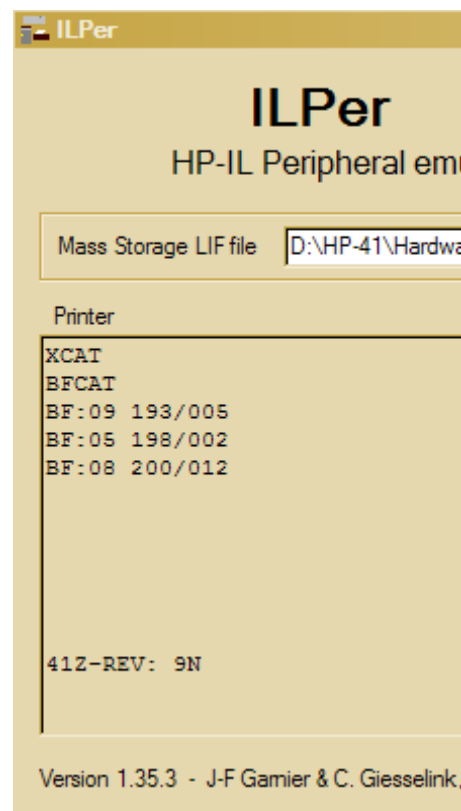 ILPer
ILPer
HP-IL Peripheral emu
Mass Storage LIF file D:\HP-41\Hardwa
Printer
XCAT
BFCAT
BF:09 193/005
BF:05 198/002
BF:08 200/012
41Z-REV: 9N
Version 1.35.3 - J-F Garnier & C. Giesselink,